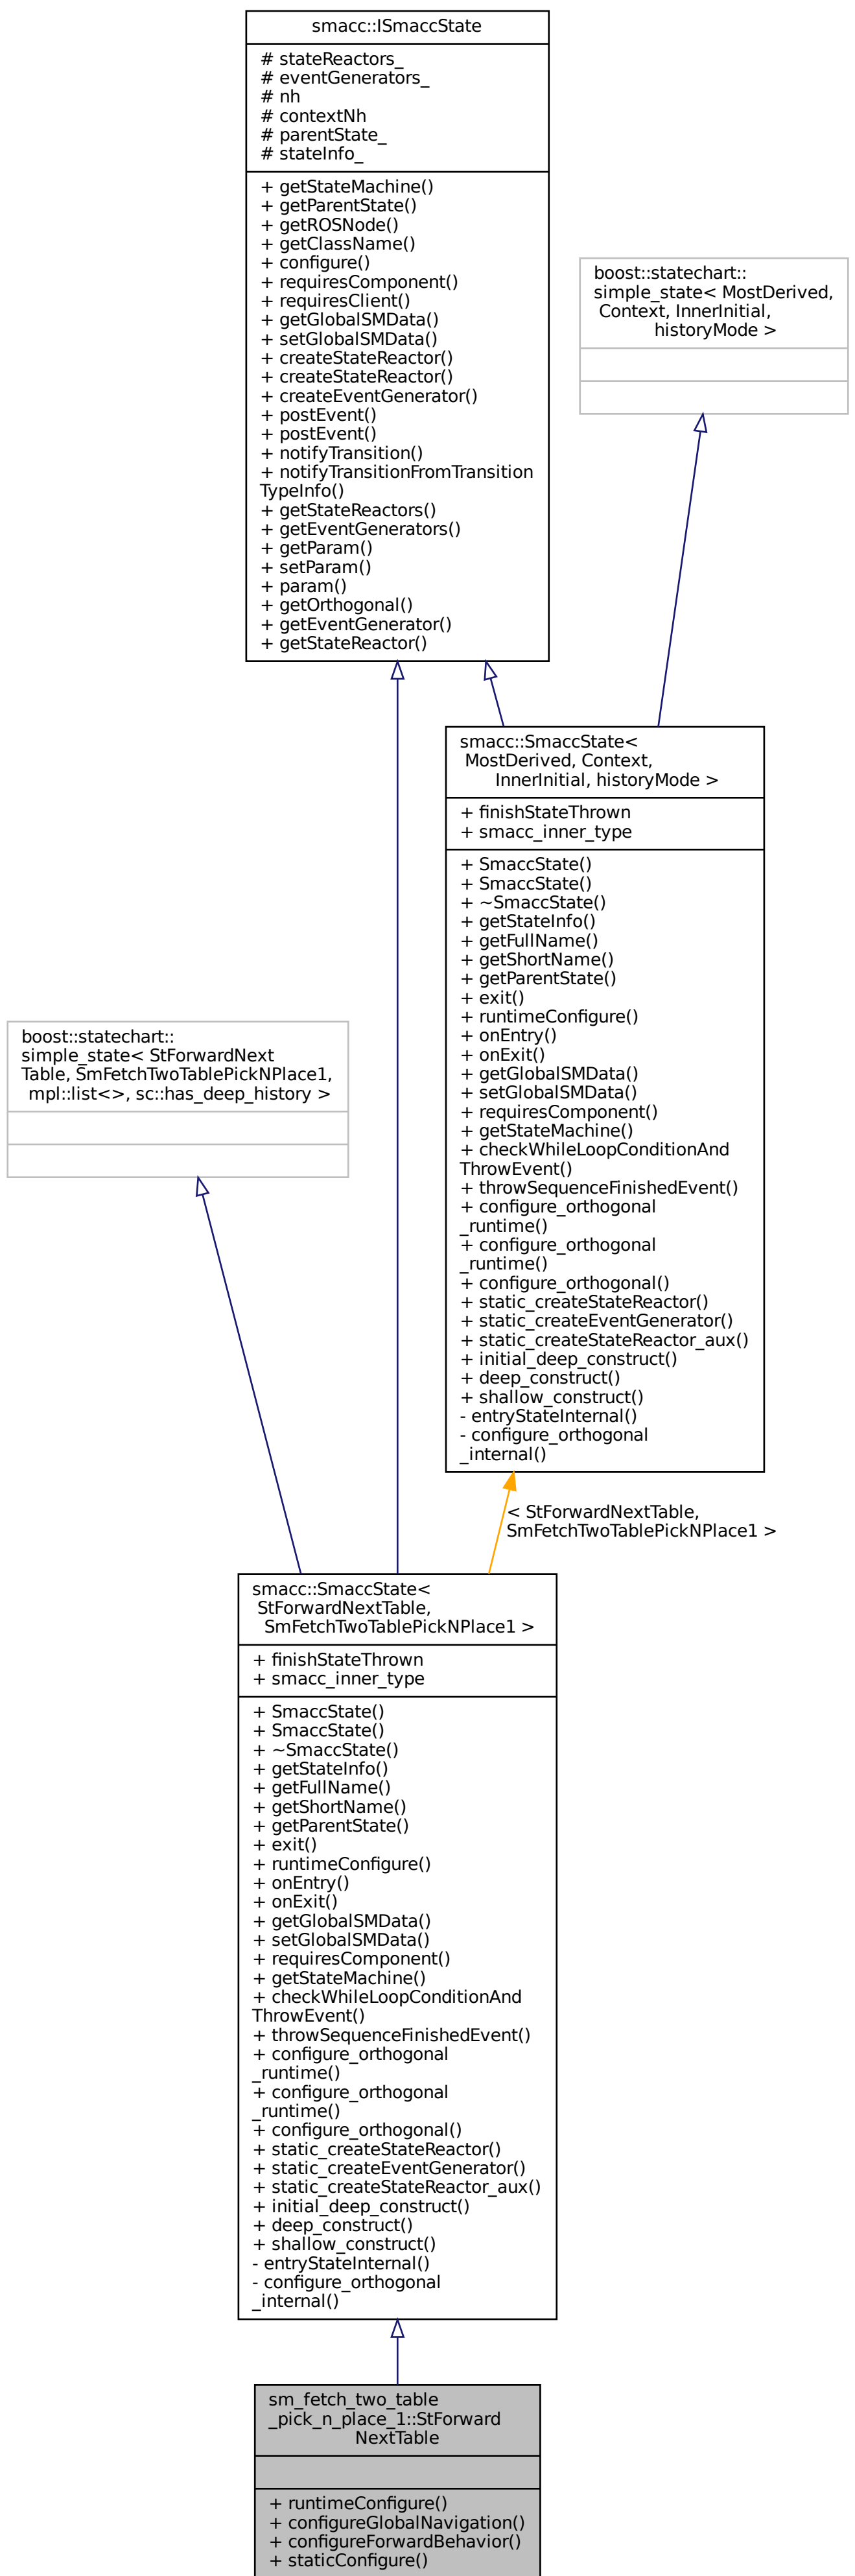 smacc::ISmaccState
# stateReactors_
# eventGenerators_
# nh
# contextNh
# parentState_
# stateInfo_
+ getStateMachine()
+ getParentState()
+ getROSNode()
+ getClassName()
+ configure()
+ requiresComponent()
+ requiresClient()
+ getGlobalSMData()
+ setGlobalSMData()
+ createStateReactor()
+ createStateReactor()
+ createEventGenerator()
+ postEvent()
+ postEvent()
+ notifyTransition()
+ notifyTransitionFromTransition
TypeInfo()
+ getStateReactors()
+ getEventGenerators()
+ getParam()
+ setParam()
+ param()
+ getOrthogonal()
+ getEventGenerator()
+ getStateReactor()
boost::statechart::
simple_state< MostDerived,
Context, InnerInitial,
historyMode >
smacc::SmaccState<
MostDerived, Context,
InnerInitial, historyMode >
+ finishStateThrown
+ smacc_inner_type
+ SmaccState()
+ SmaccState()
+ ~SmaccState()
+ getStateInfo()
+ getFullName()
+ getShortName()
+ getParentState()
+ exit()
+ runtimeConfigure()
+ onEntry()
+ onExit()
+ getGlobalSMData()
+ setGlobalSMData()
+ requiresComponent()
+ getStateMachine()
+ checkWhileLoopConditionAnd
ThrowEvent()
+ throwSequenceFinishedEvent()
+ configure_orthogonal
_runtime()
+ configure_orthogonal
_runtime()
+ configure_orthogonal()
+ static_createStateReactor()
+ static_createEventGenerator()
+ static_createStateReactor_aux()
+ initial_deep_construct()
+ deep_construct()
+ shallow_construct()
- entryStateInternal()
- configure_orthogonal
_internal()
boost::statechart::
simple_state< StForwardNext
Table, SmFetchTwoTablePickNPlace1,
mpl::list<>, sc::has_deep_history >
< StForwardNextTable,
SmFetchTwoTablePickNPlace1 >
smacc::SmaccState<
StForwardNextTable,
SmFetchTwoTablePickNPlace1 >
+ finishStateThrown
+ smacc_inner_type
+ SmaccState()
+ SmaccState()
+ ~SmaccState()
+ getStateInfo()
+ getFullName()
+ getShortName()
+ getParentState()
+ exit()
+ runtimeConfigure()
+ onEntry()
+ onExit()
+ getGlobalSMData()
+ setGlobalSMData()
+ requiresComponent()
+ getStateMachine()
+ checkWhileLoopConditionAnd
ThrowEvent()
+ throwSequenceFinishedEvent()
+ configure_orthogonal
_runtime()
+ configure_orthogonal
_runtime()
+ configure_orthogonal()
+ static_createStateReactor()
+ static_createEventGenerator()
+ static_createStateReactor_aux()
+ initial_deep_construct()
+ deep_construct()
+ shallow_construct()
- entryStateInternal()
- configure_orthogonal
_internal()
sm_fetch_two_table
_pick_n_place_1::StForward
NextTable
+ runtimeConfigure()
+ configureGlobalNavigation()
+ configureForwardBehavior()
+ staticConfigure()